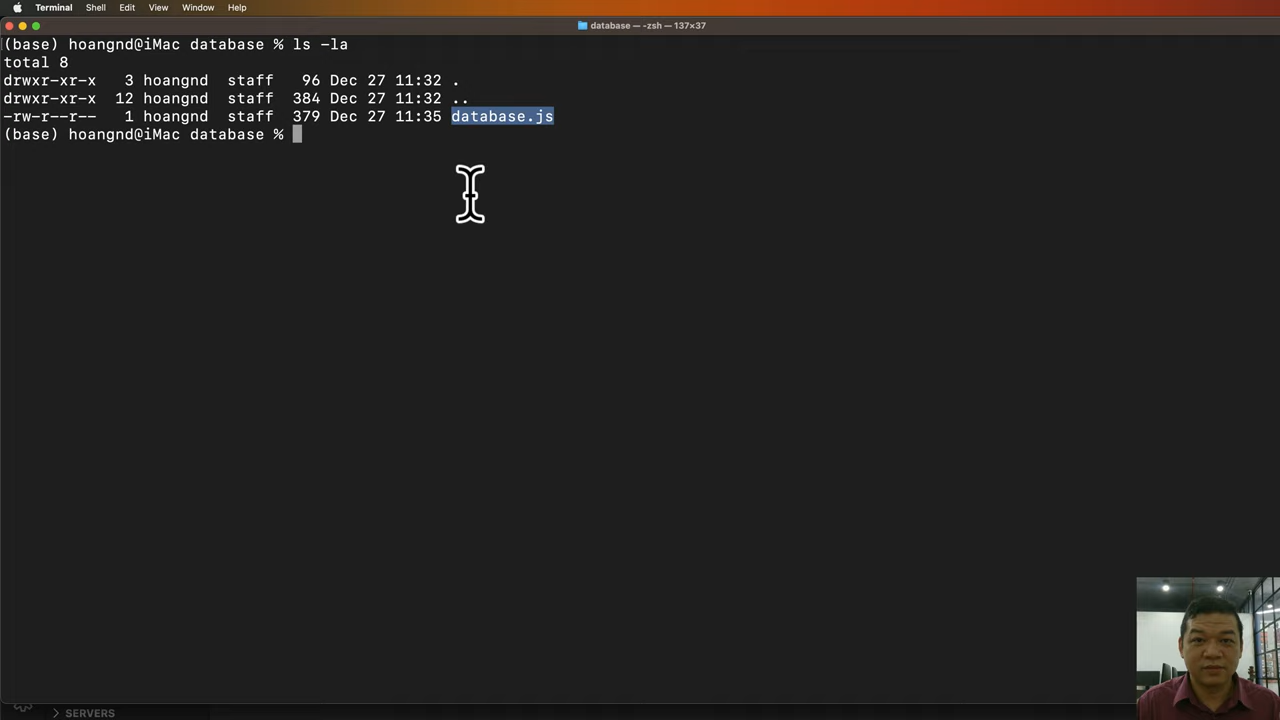 Terminal Shell Edit View Window Help
database — -zsh — 137×37
(base) hoangnd@iMac database % ls -la
total 8
drwxr-xr-x   3 hoangnd  staff   96 Dec 27 11:32 .
drwxr-xr-x  12 hoangnd  staff  384 Dec 27 11:32 ..
-rw-r--r--   1 hoangnd  staff  379 Dec 27 11:35 database.js
(base) hoangnd@iMac database %
SERVERS